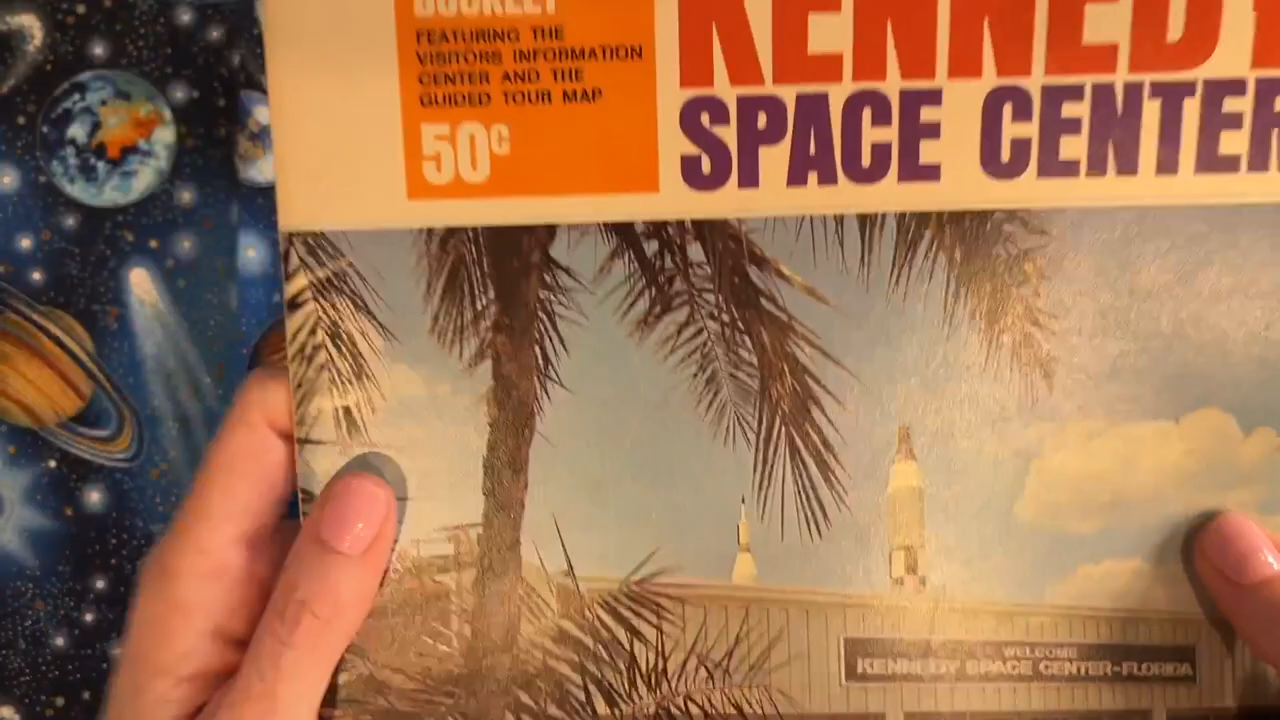 BOOKLET
FEATURING THE
VISITORS INFORMATION
CENTER AND THE
GUIDED TOUR MAP
50¢
KENNEDY
SPACE CENTER
WELCOME
KENNEDY SPACE CENTER-FLORIDA